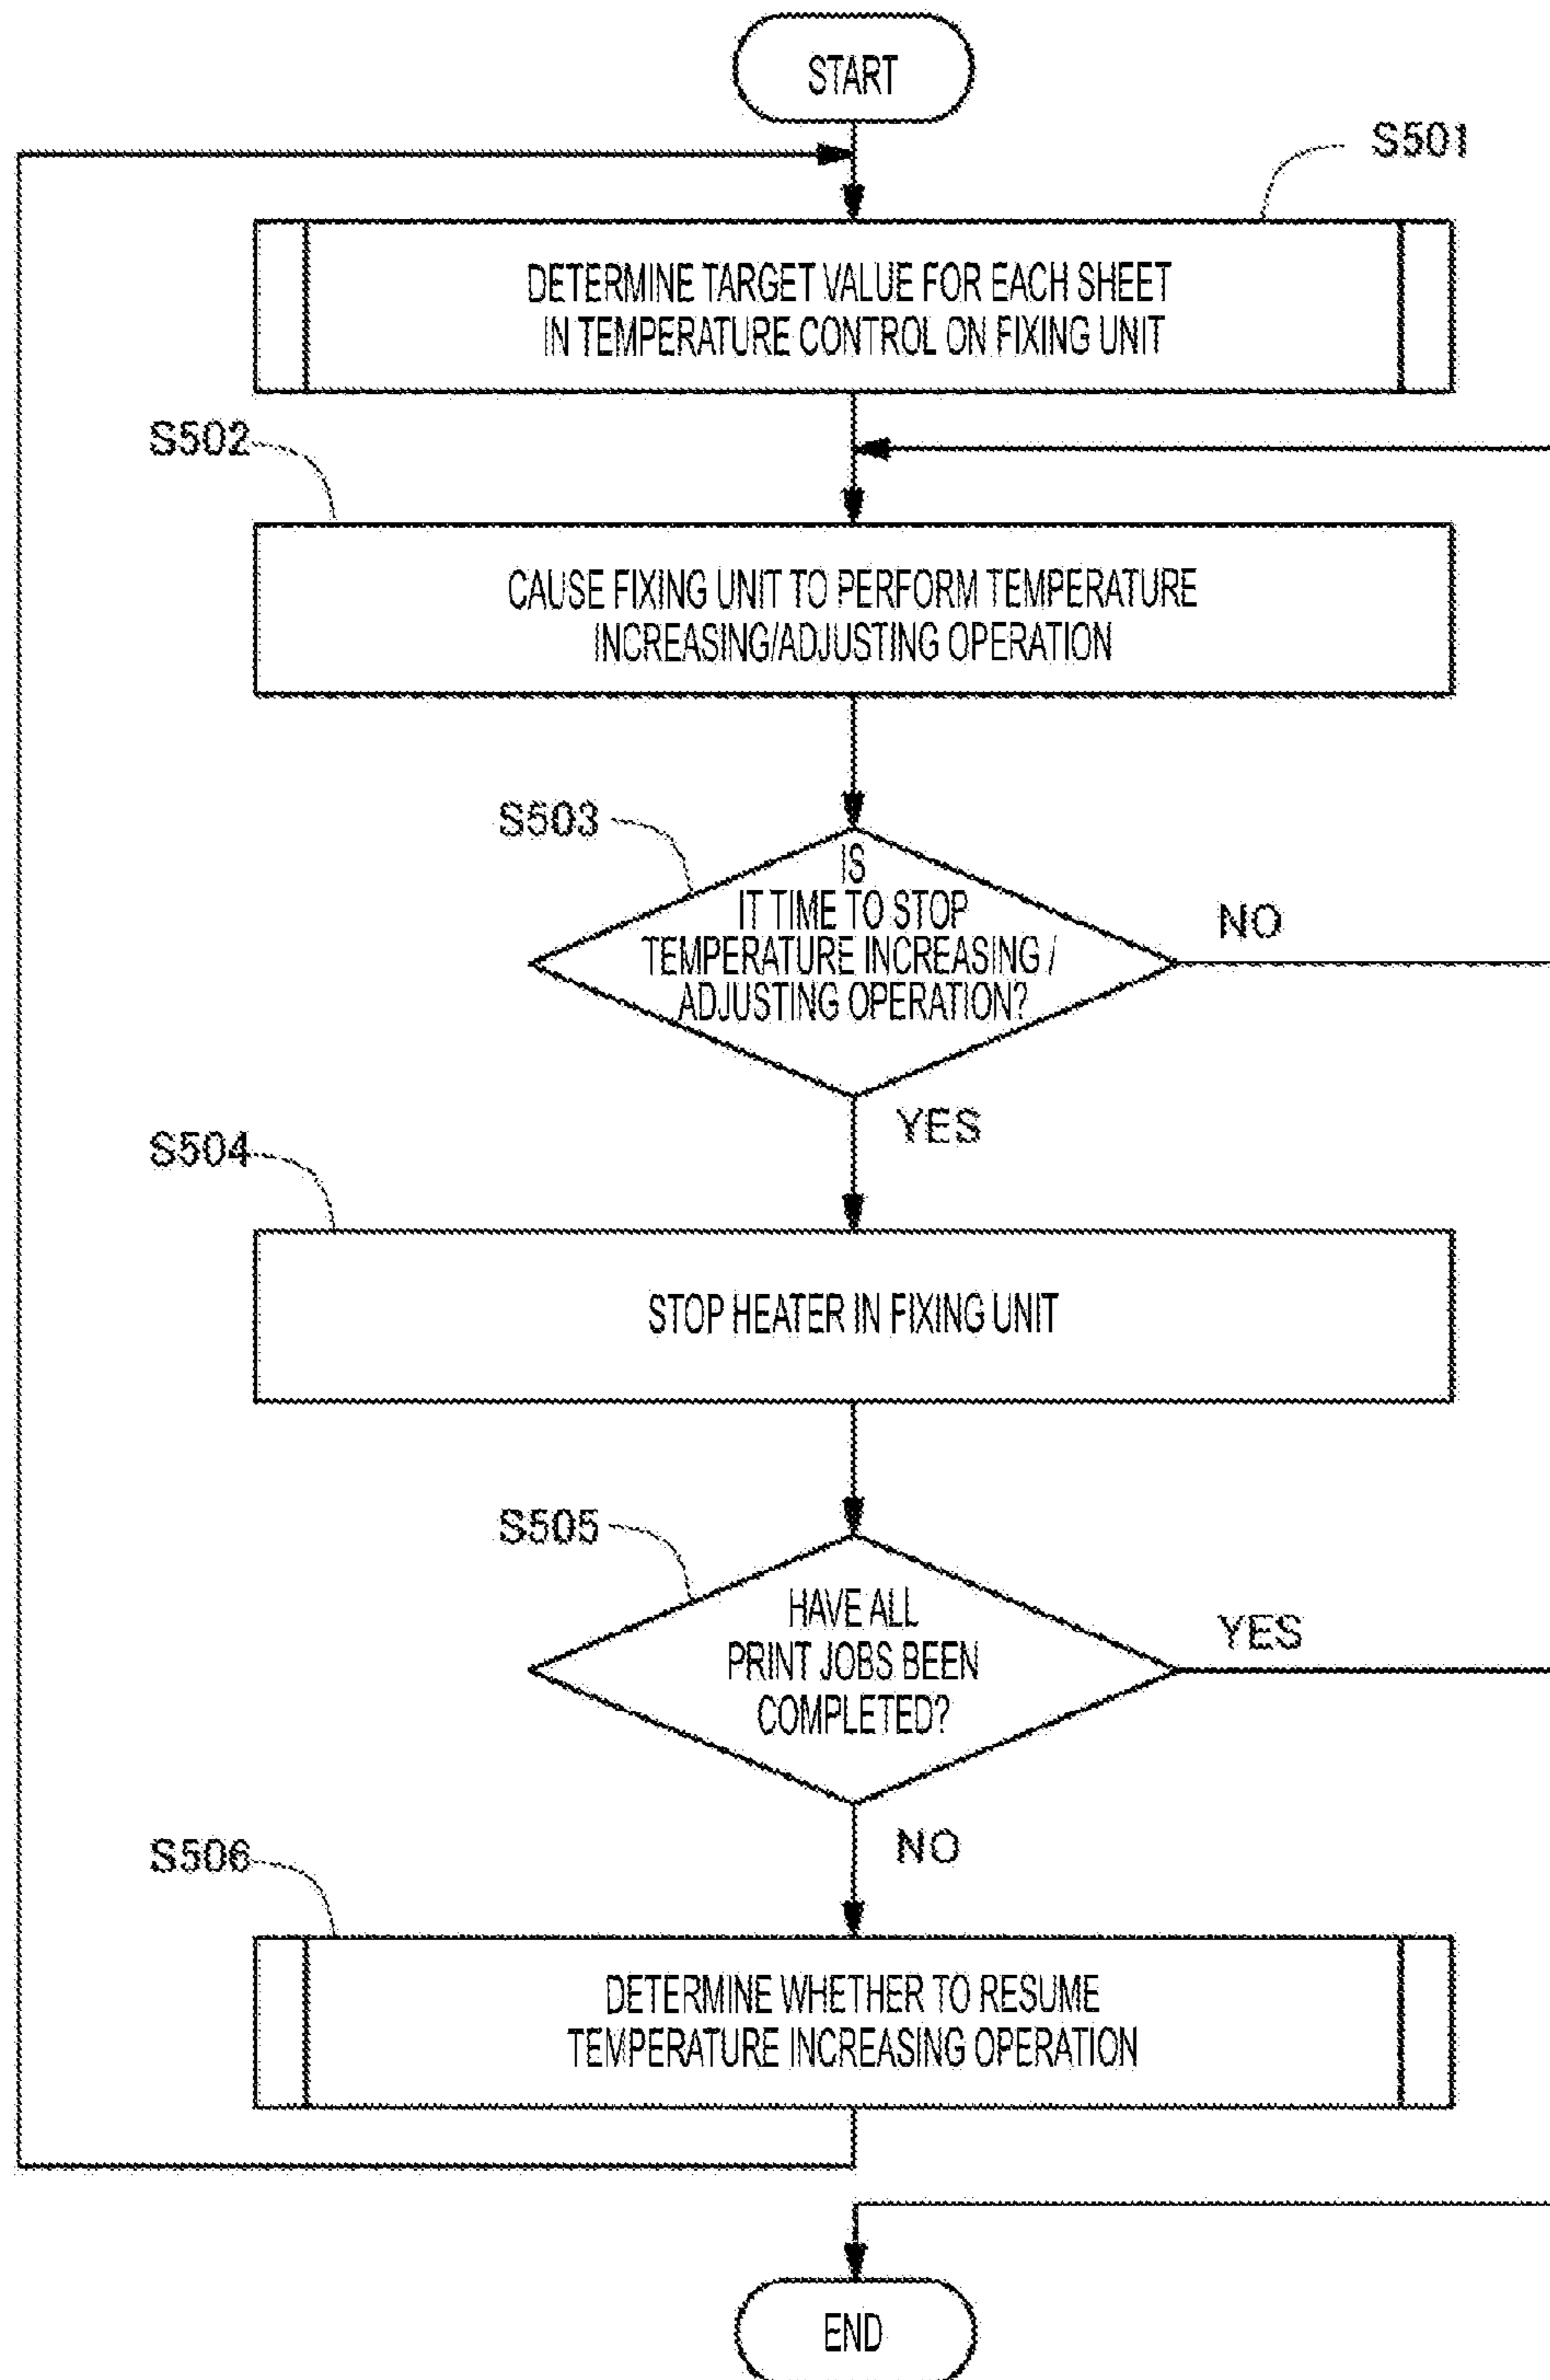 START
S501
DETERMINE TARGET VALUE FOR EACH SHEET
IN TEMPERATURE CONTROL ON FIXING UNIT
S502
CAUSE FIXING UNIT TO PERFORM TEMPERATURE
INCREASING/ADJUSTING OPERATION
S503
IS
IT TIME TO STOP
TEMPERATURE INCREASING /
ADJUSTING OPERATION?
NO
YES
S504
STOP HEATER IN FIXING UNIT
S505
HAVE ALL
PRINT JOBS BEEN
COMPLETED?
YES
NO
S506
DETERMINE WHETHER TO RESUME
TEMPERATURE INCREASING OPERATION
END